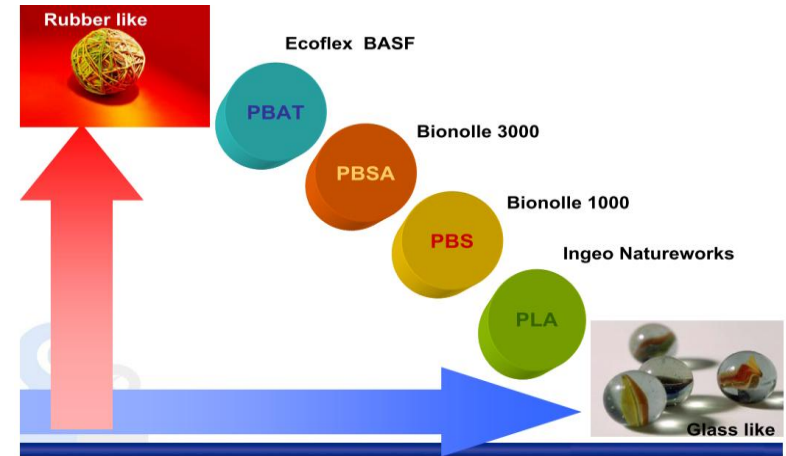 Rubber like
Ecoflex BASF
PBAT
Bionolle 3000
PBSA
Bionolle 1000
PBS
Ingeo Natureworks
PLA
Glass like